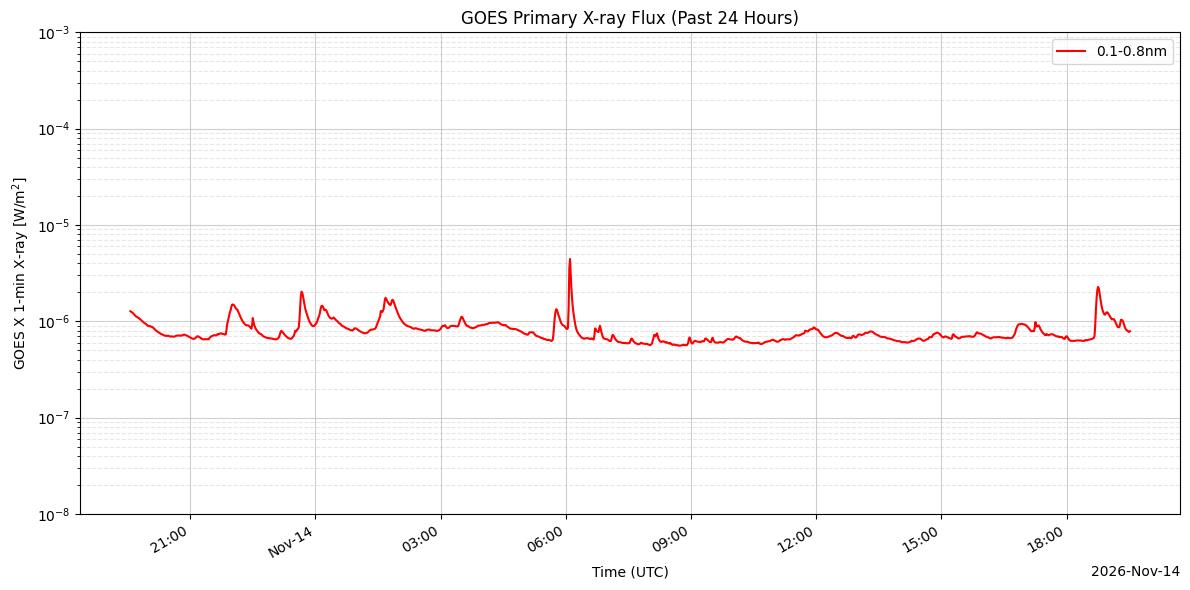 GOES Primary X-ray Flux (Past 24 Hours)
0.1-0.8nm
GOES X 1-min X-ray [W/m²]
10⁻³
10⁻⁴
10⁻⁵
10⁻⁶
10⁻⁷
10⁻⁸
21:00
Nov-14
03:00
06:00
09:00
12:00
15:00
18:00
Time (UTC)
2026-Nov-14